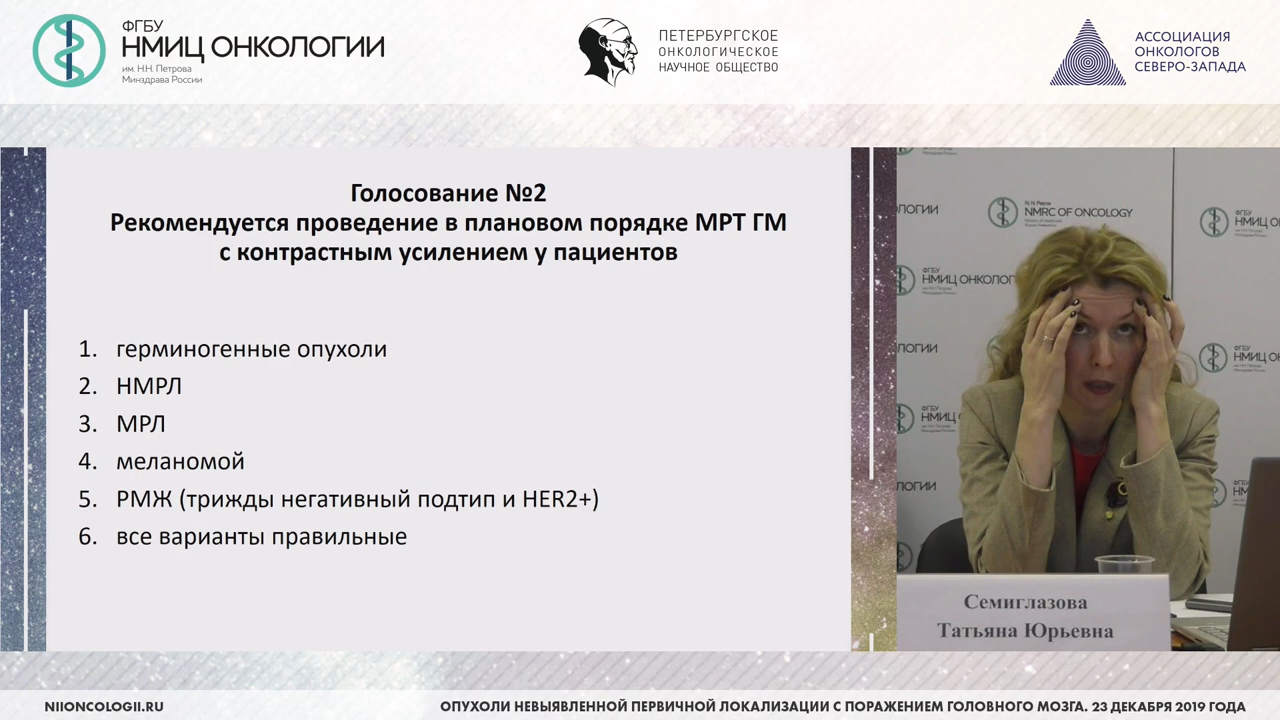 ФГБУ
НМИЦ ОНКОЛОГИИ
им. Н.Н. Петрова
Минздрава России
ПЕТЕРБУРГСКОЕ
ОНКОЛОГИЧЕСКОЕ
НАУЧНОЕ ОБЩЕСТВО
АССОЦИАЦИЯ
ОНКОЛОГОВ
СЕВЕРО-ЗАПАДА
Голосование №2
Рекомендуется проведение в плановом порядке МРТ ГМ
с контрастным усилением у пациентов
1. герминогенные опухоли
2. НМРЛ
3. МРЛ
4. меланомой
5. РМЖ (трижды негативный подтип и HER2+)
6. все варианты правильные
N.N. Petrov
NMRC OF ONCOLOGY
ФГБУ
НМИЦ ОНКОЛОГ
Семиглазова
Татьяна Юрьевна
NIIONCOLOGII.RU
ОПУХОЛИ НЕВЫЯВЛЕННОЙ ПЕРВИЧНОЙ ЛОКАЛИЗАЦИИ С ПОРАЖЕНИЕМ ГОЛОВНОГО МОЗГА. 23 ДЕКАБРЯ 2019 ГОДА